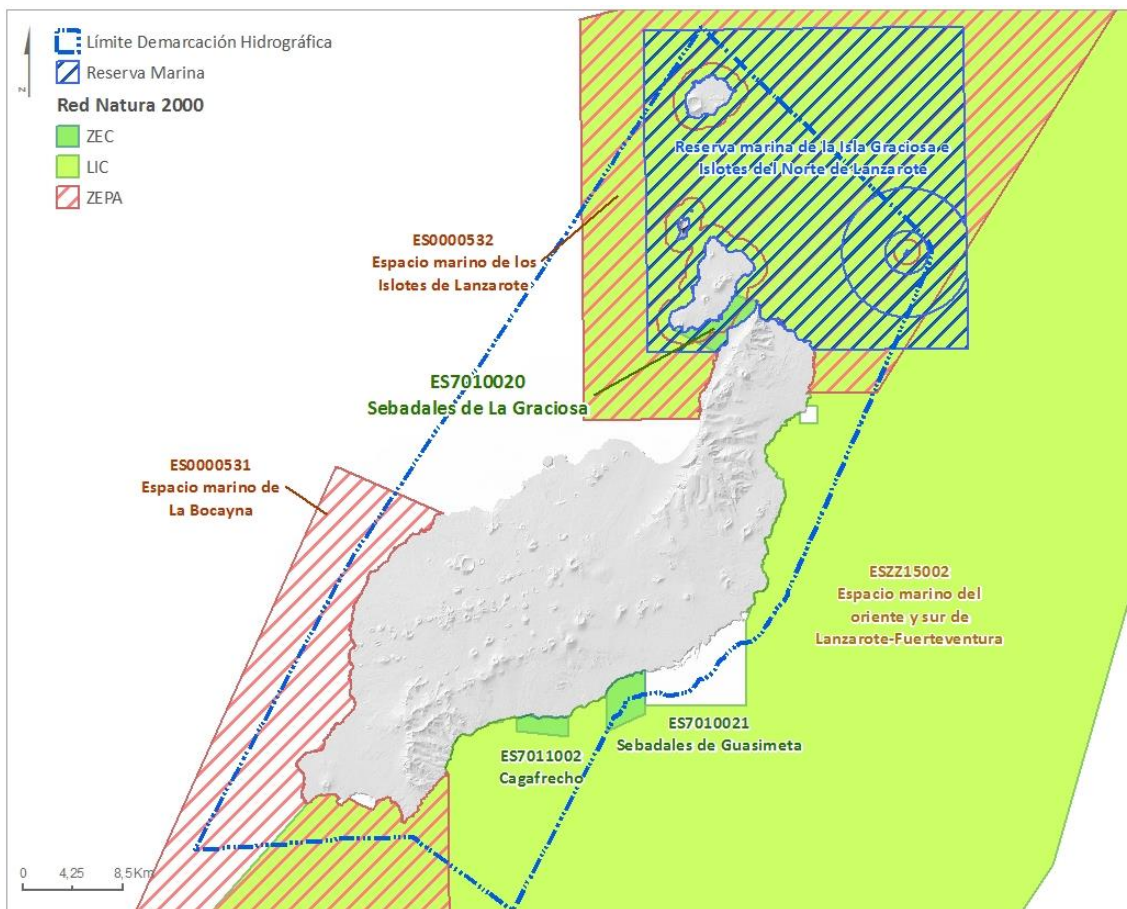 Límite Demarcación Hidrográfica
Reserva Marina
Red Natura 2000
ZEC
LIC
ZEPA
N
Reserva marina de la Isla Graciosa e
Islotes del Norte de Lanzarote
ES0000532
Espacio marino de los
Islotes de Lanzarote
ES7010020
Sebadales de La Graciosa
ES0000531
Espacio marino de
La Bocayna
ESZZ15002
Espacio marino del
oriente y sur de
Lanzarote-Fuerteventura
ES7010021
Sebadales de Guasimeta
ES7011002
Cagafrecho
0 4,25 8,5 Km